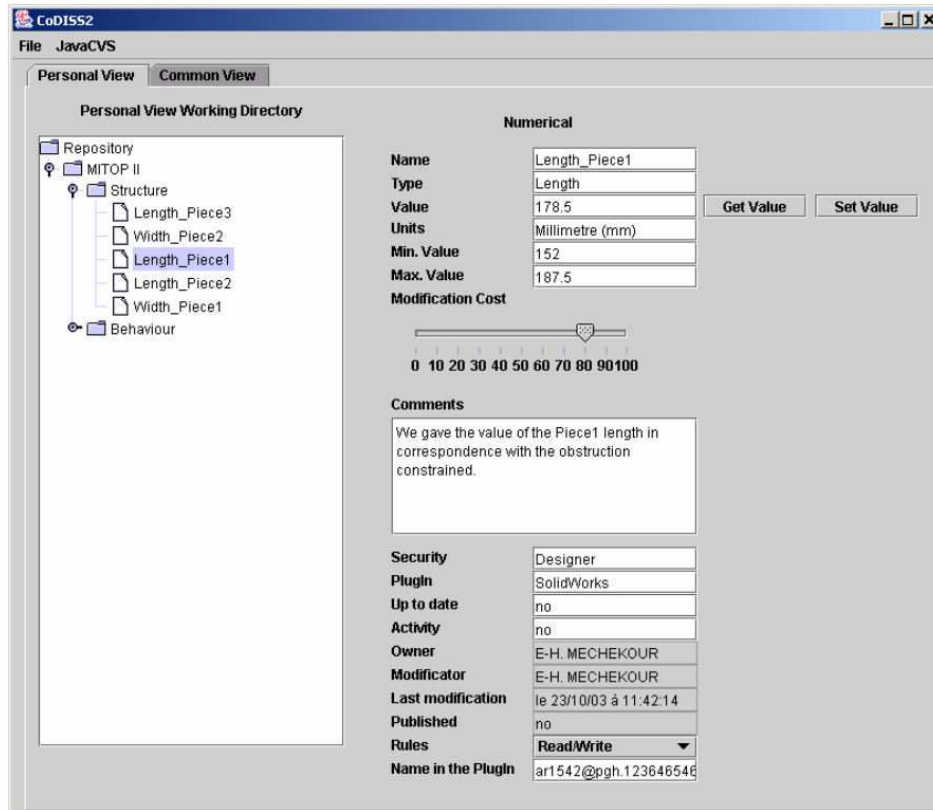 CoDISS2
File JavaCVS
Personal View Common View
Personal View Working Directory
Repository
MITOP II
Structure
Length_Piece3
Width_Piece2
Length_Piece1
Length_Piece2
Width_Piece1
Behaviour
Numerical
Name Length_Piece1
Type Length
Value 178.5 Get Value Set Value
Units Millimetre (mm)
Min. Value 152
Max. Value 187.5
Modification Cost
0 10 20 30 40 50 60 70 80 90100
Comments
We gave the value of the Piece1 length in
correspondence with the obstruction
constrained.
Security Designer
PlugIn SolidWorks
Up to date no
Activity no
Owner E-H. MECHEKOUR
Modificator E-H. MECHEKOUR
Last modification le 23/10/03 á 11:42:14
Published no
Rules Read/Write
Name in the PlugIn ar1542@pgh.123646546